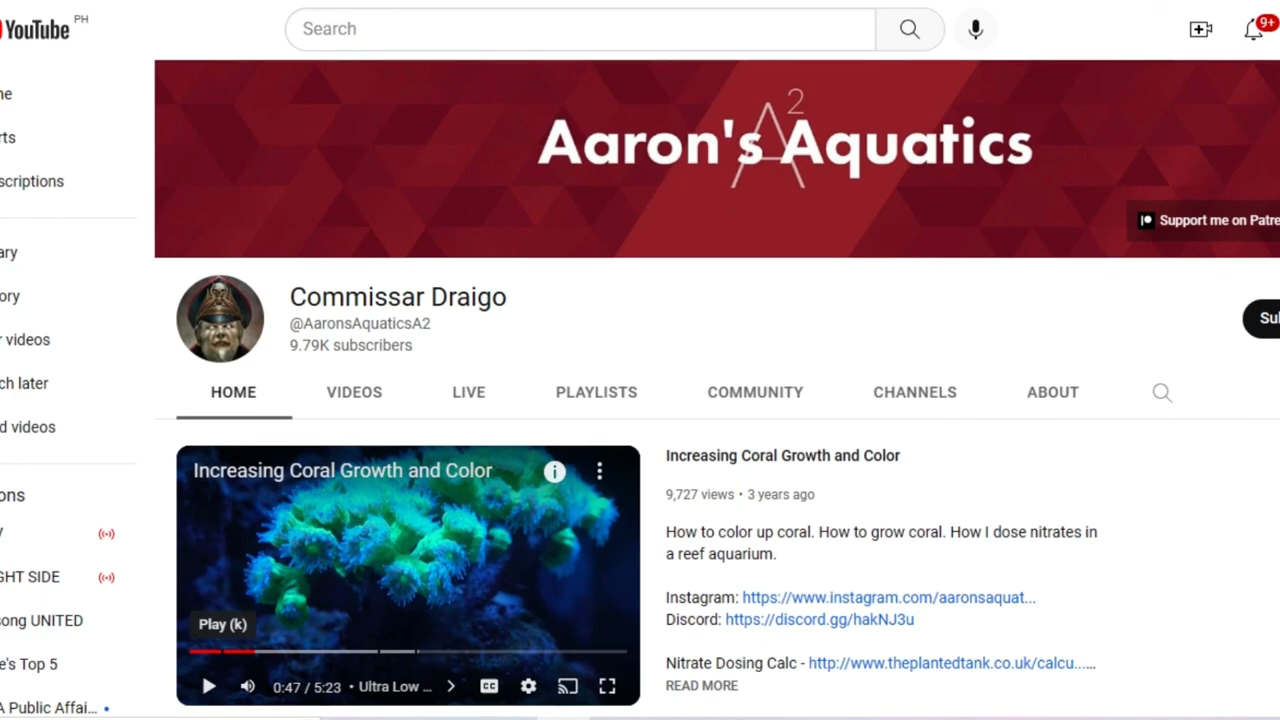 YouTube PH
Search
9+
ne
rts
scriptions
ary
ory
r videos
ch later
d videos
ons
GHT SIDE
song UNITED
e's Top 5
A Public Affai...
A2
Aaron's Aquatics
Support me on Patre
Commissar Draigo
@AaronsAquaticsA2
9.79K subscribers
Sul
HOME VIDEOS LIVE PLAYLISTS COMMUNITY CHANNELS ABOUT
Increasing Coral Growth and Color
Play (k)
0:47 / 5:23 • Ultra Low ...
CC
Increasing Coral Growth and Color
9,727 views • 3 years ago
How to color up coral. How to grow coral. How I dose nitrates in
a reef aquarium.
Instagram: https://www.instagram.com/aaronsaquat...
Discord: https://discord.gg/hakNJ3u
Nitrate Dosing Calc - http://www.theplantedtank.co.uk/calcu......
READ MORE